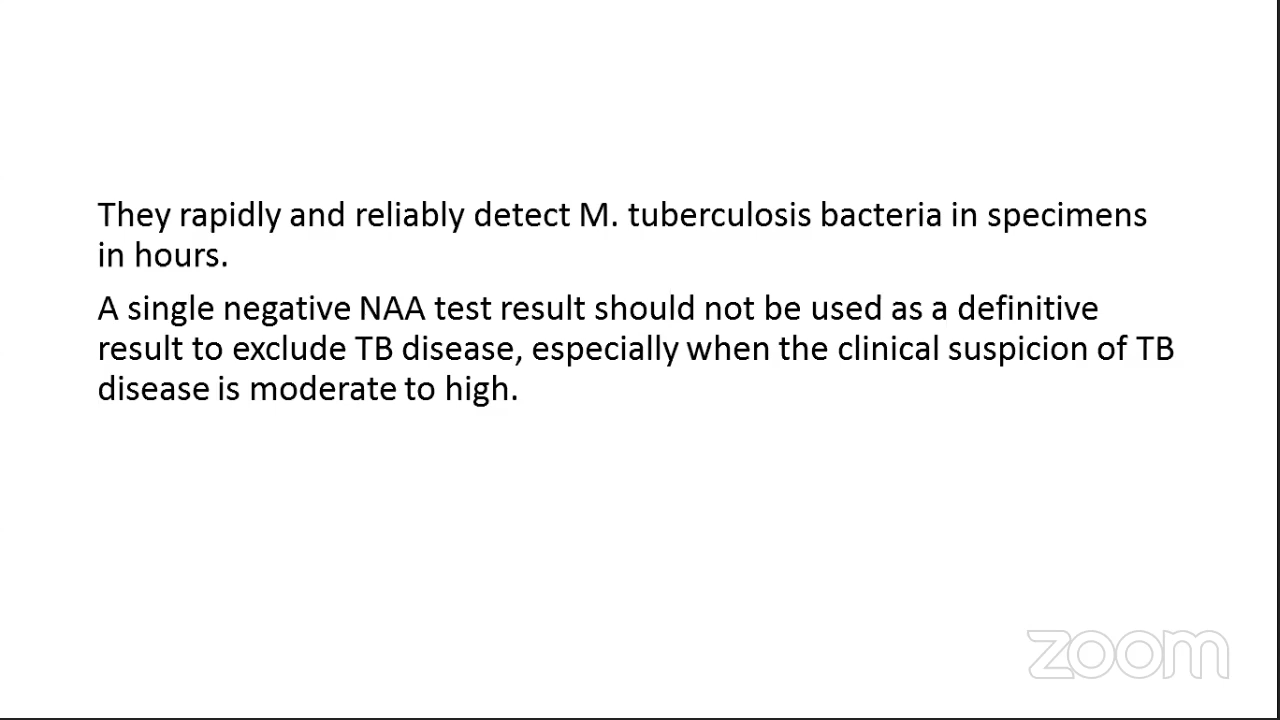 They rapidly and reliably detect M. tuberculosis bacteria in specimens
in hours.
A single negative NAA test result should not be used as a definitive
result to exclude TB disease, especially when the clinical suspicion of TB
disease is moderate to high.
zoom